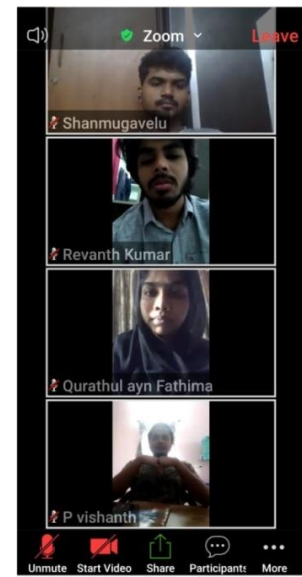 Zoom
Leave
Shanmugavelu
Revanth Kumar
Qurathul ayn Fathima
P vishanth
Unmute Start Video Share Participants More